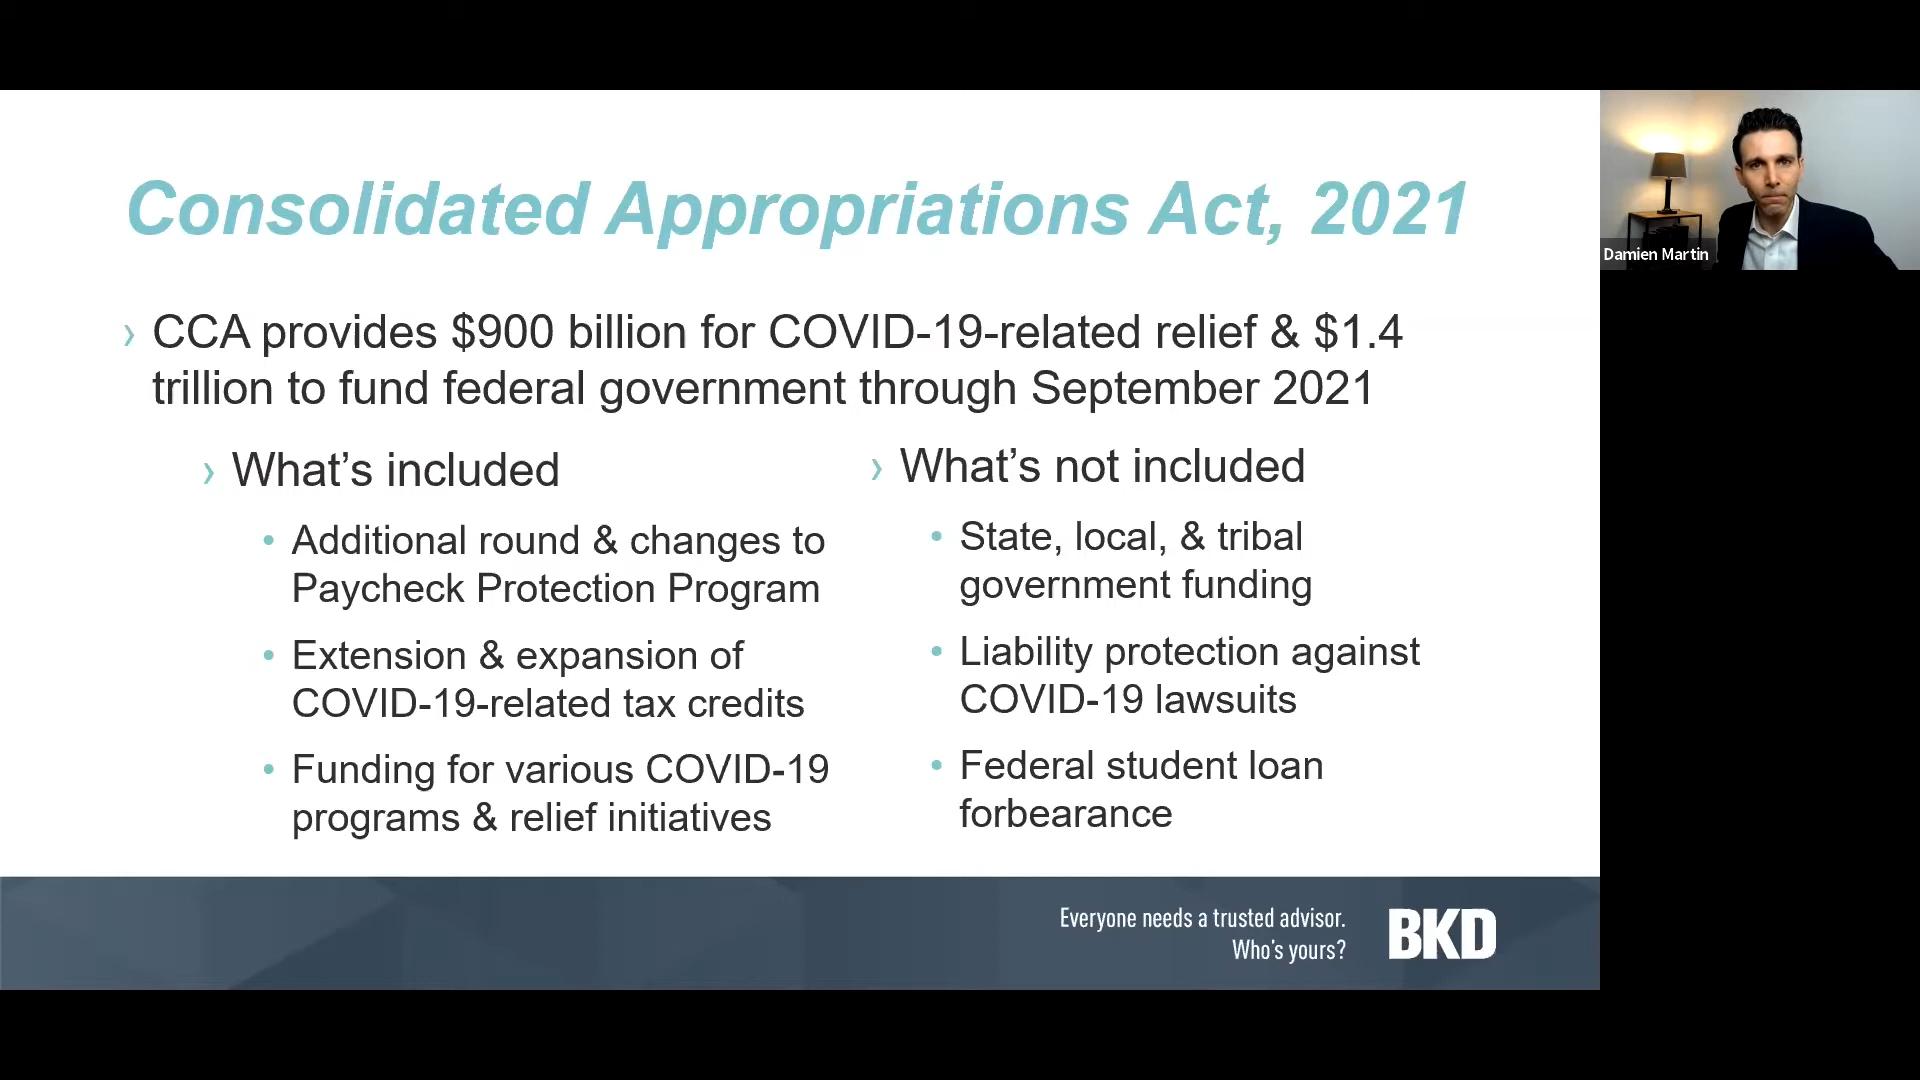 Consolidated Appropriations Act, 2021
› CCA provides $900 billion for COVID-19-related relief & $1.4
trillion to fund federal government through September 2021
› What’s included
• Additional round & changes to
Paycheck Protection Program
• Extension & expansion of
COVID-19-related tax credits
• Funding for various COVID-19
programs & relief initiatives
› What’s not included
• State, local, & tribal
government funding
• Liability protection against
COVID-19 lawsuits
• Federal student loan
forbearance
Everyone needs a trusted advisor.
Who’s yours?
BKD
Damien Martin